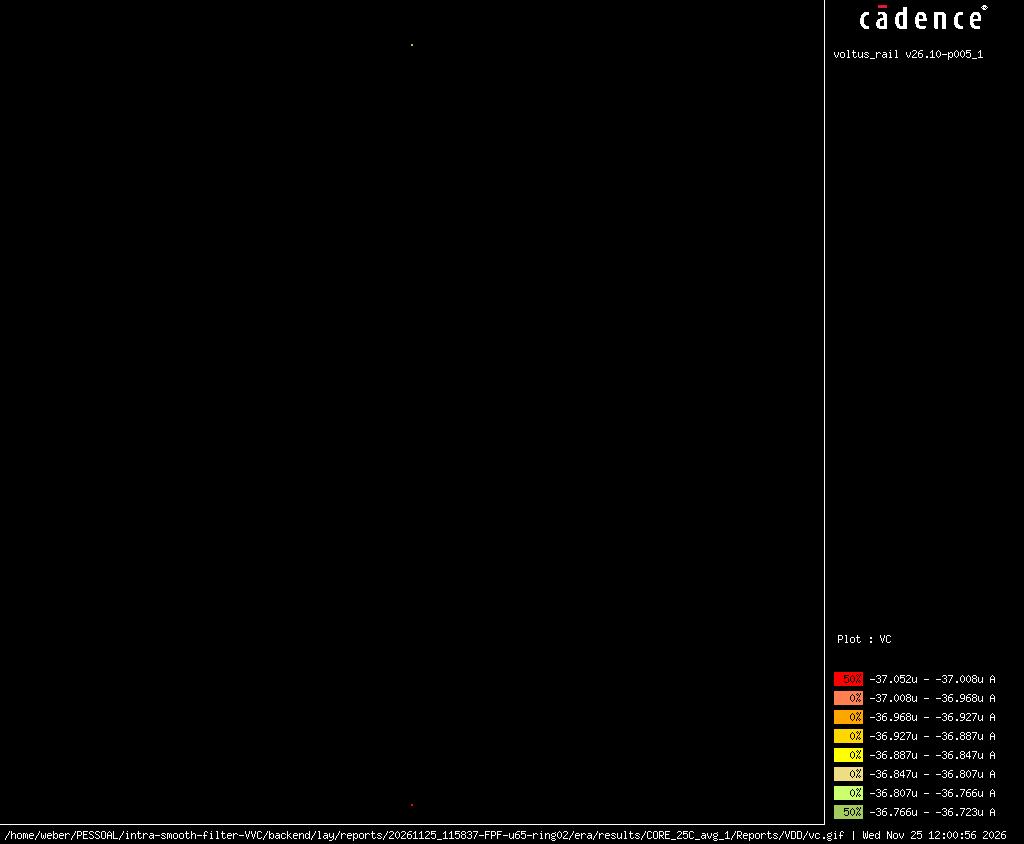 cādence®
voltus_rail v26.10-p005_1
Plot : VC
50% -37.052u - -37.008u A
0% -37.008u - -36.968u A
0% -36.968u - -36.927u A
0% -36.927u - -36.887u A
0% -36.887u - -36.847u A
0% -36.847u - -36.807u A
0% -36.807u - -36.766u A
50% -36.766u - -36.723u A
/home/weber/PESSOAL/intra-smooth-filter-VVC/backend/lay/reports/20261125_115837-FPF-u65-ring02/era/results/CORE_25C_avg_1/Reports/VDD/vc.gif | Wed Nov 25 12:00:56 2026